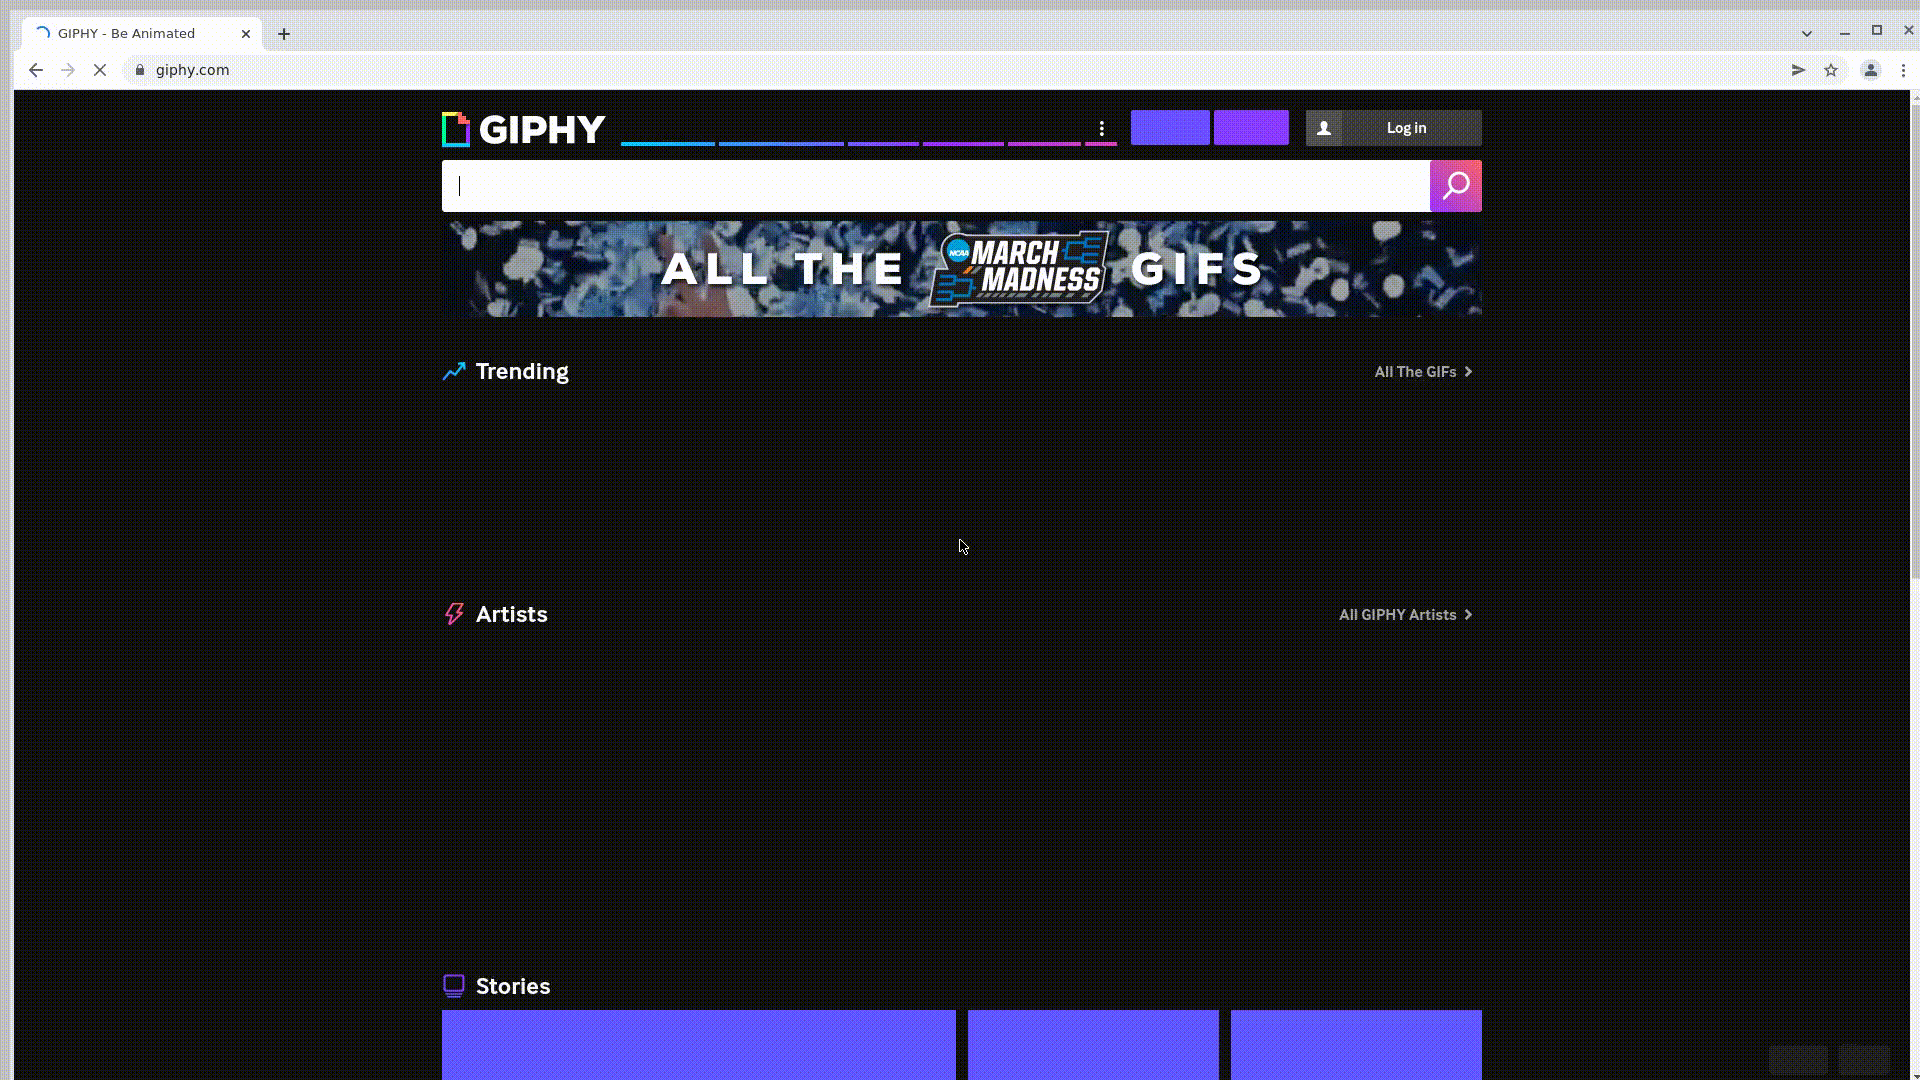 GIPHY - Be Animated
giphy.com
GIPHY
Log in
ALL THE NCAA MARCH MADNESS GIFS
Trending
All The GIFs
Artists
All GIPHY Artists
Stories